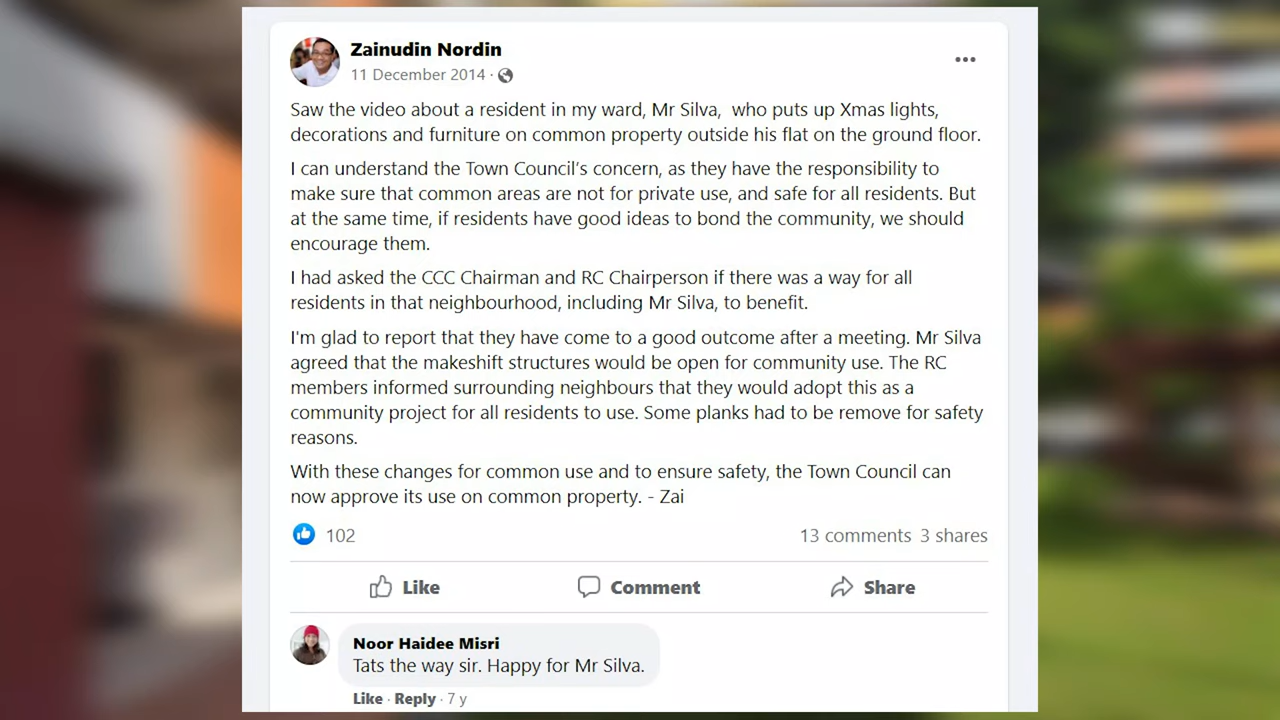 Zainudin Nordin
11 December 2014 ·
Saw the video about a resident in my ward, Mr Silva, who puts up Xmas lights,
decorations and furniture on common property outside his flat on the ground floor.
I can understand the Town Council's concern, as they have the responsibility to
make sure that common areas are not for private use, and safe for all residents. But
at the same time, if residents have good ideas to bond the community, we should
encourage them.
I had asked the CCC Chairman and RC Chairperson if there was a way for all
residents in that neighbourhood, including Mr Silva, to benefit.
I'm glad to report that they have come to a good outcome after a meeting. Mr Silva
agreed that the makeshift structures would be open for community use. The RC
members informed surrounding neighbours that they would adopt this as a
community project for all residents to use. Some planks had to be remove for safety
reasons.
With these changes for common use and to ensure safety, the Town Council can
now approve its use on common property. - Zai
102 13 comments 3 shares
Like Comment Share
Noor Haidee Misri
Tats the way sir. Happy for Mr Silva.
Like · Reply · 7 y